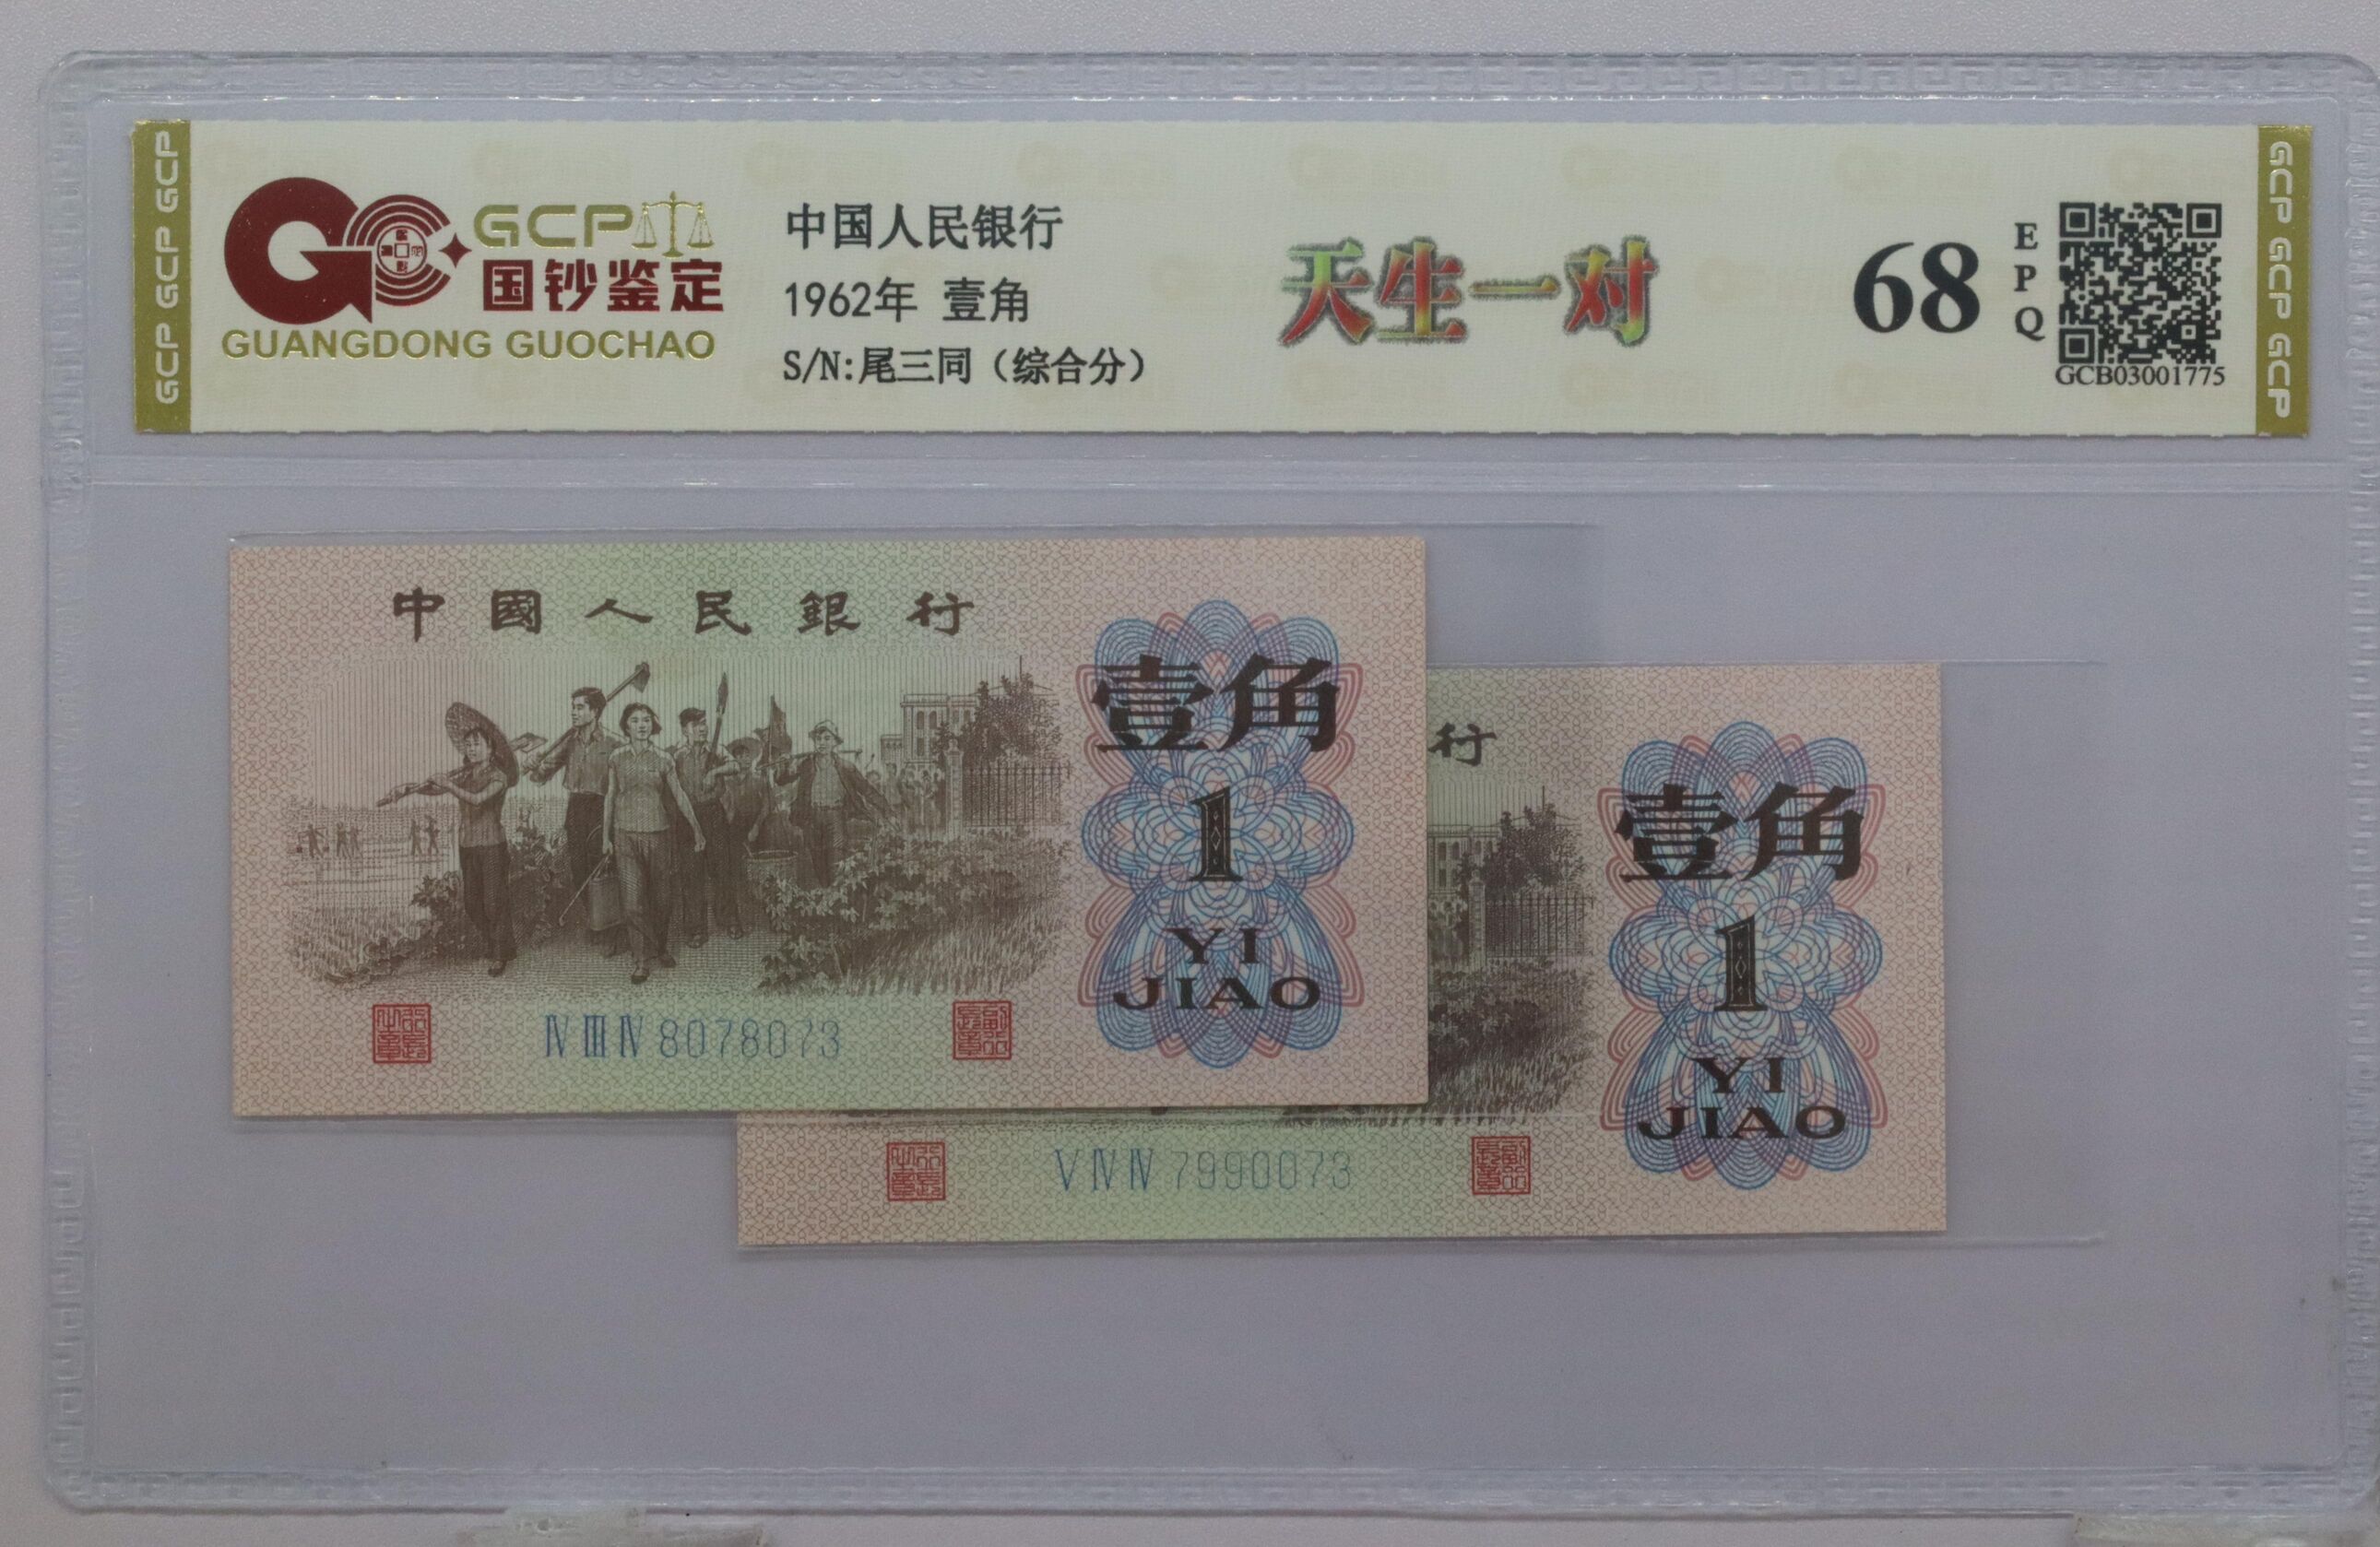 GCP GCP GCP
GCP
国钞鉴定
GUANGDONG GUOCHAO
中国人民银行
1962年 壹角
S/N:尾三同（综合分）
天生一对
68
EPQ
GCB03001775
GCP GCP GCP
中國人民銀行
壹角
1
YI
JIAO
Ⅳ Ⅲ Ⅳ 8078073
行
壹角
1
YI
JIAO
Ⅴ Ⅳ Ⅳ 7990073